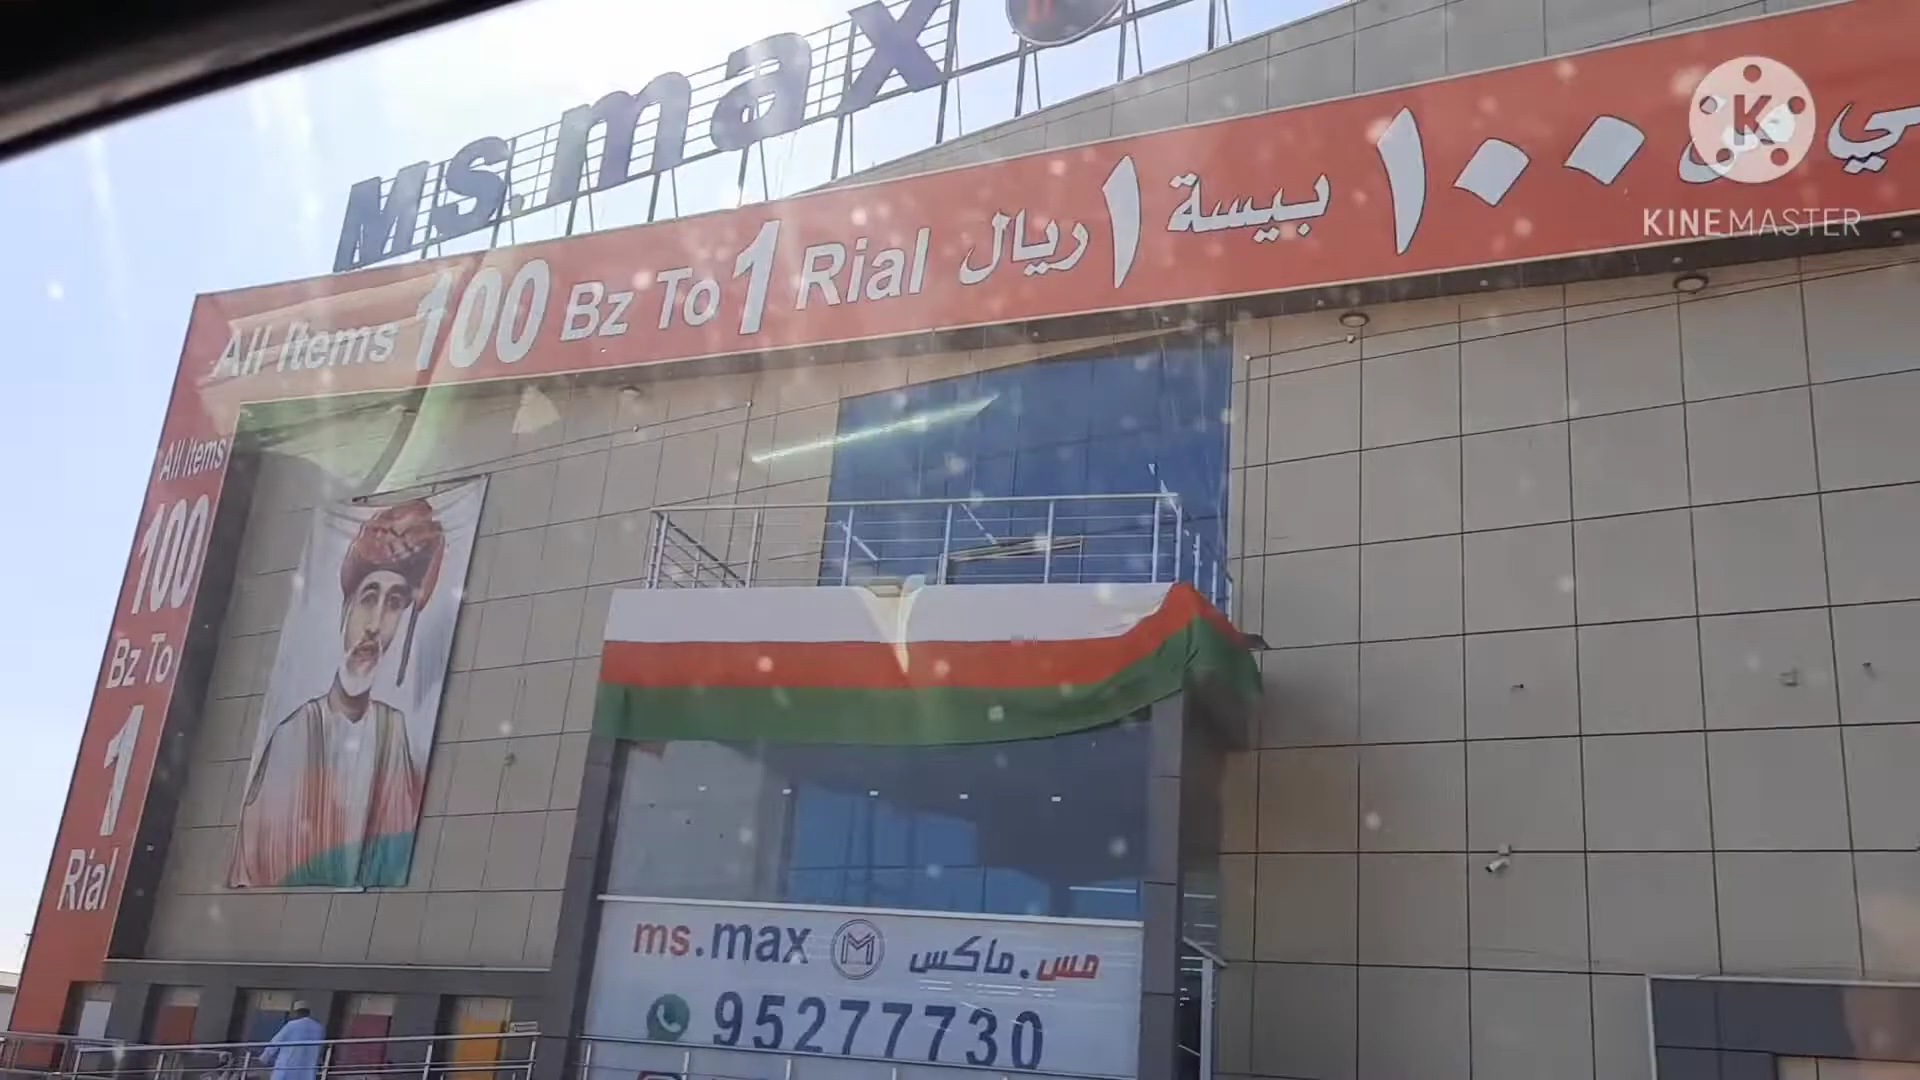 ms.max
All Items 100 Bz To 1 Rial
من ١٠٠ بيسة ١ ريال
KINEMASTER
All Items
100
Bz To
1
Rial
ms.max مس.ماكس
95277730